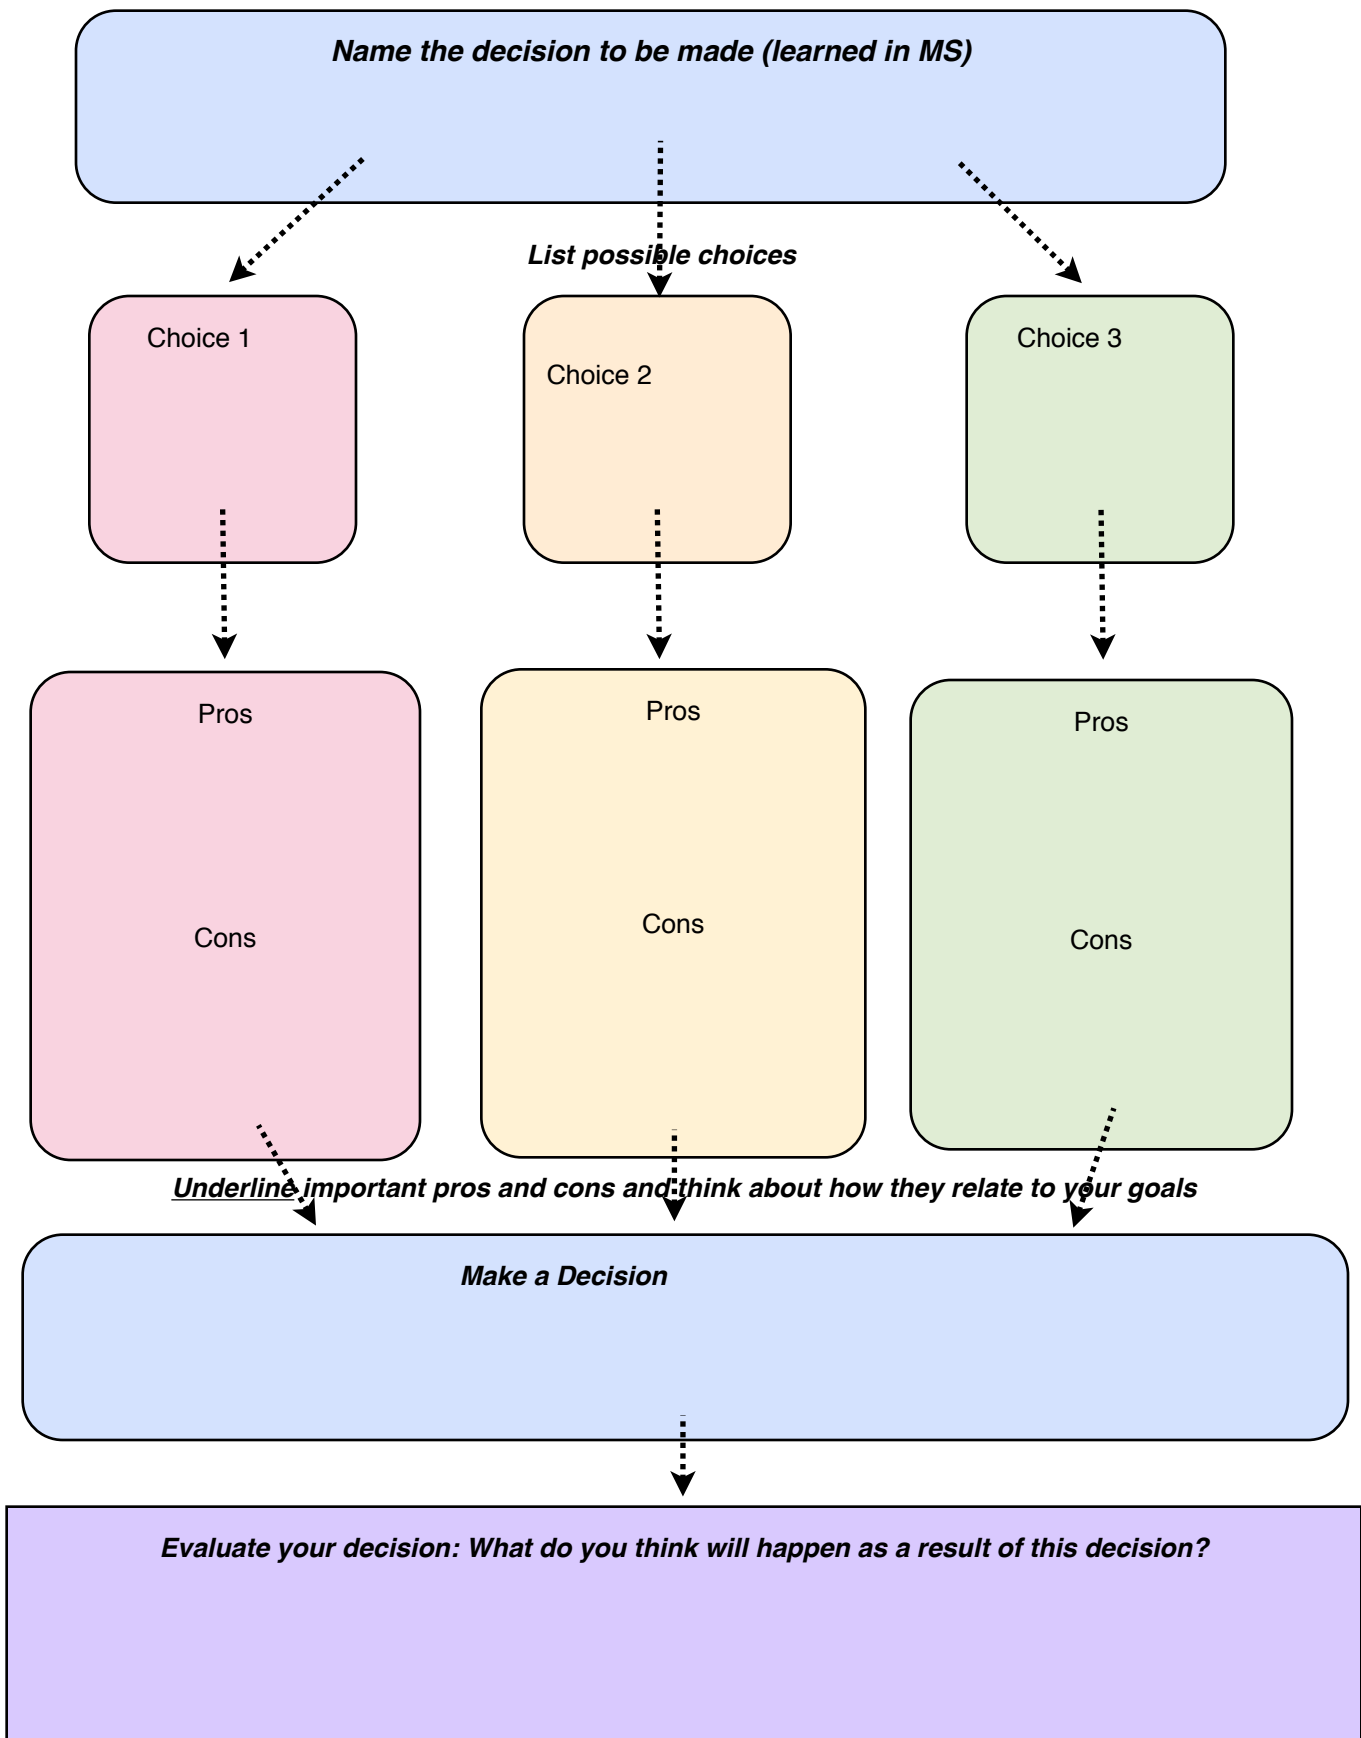 Name the decision to be made (learned in MS)
List possible choices
Choice 1
Choice 2
Choice 3
Pros
Cons
Pros
Cons
Pros
Cons
Underline important pros and cons and think about how they relate to your goals
Make a Decision
Evaluate your decision: What do you think will happen as a result of this decision?